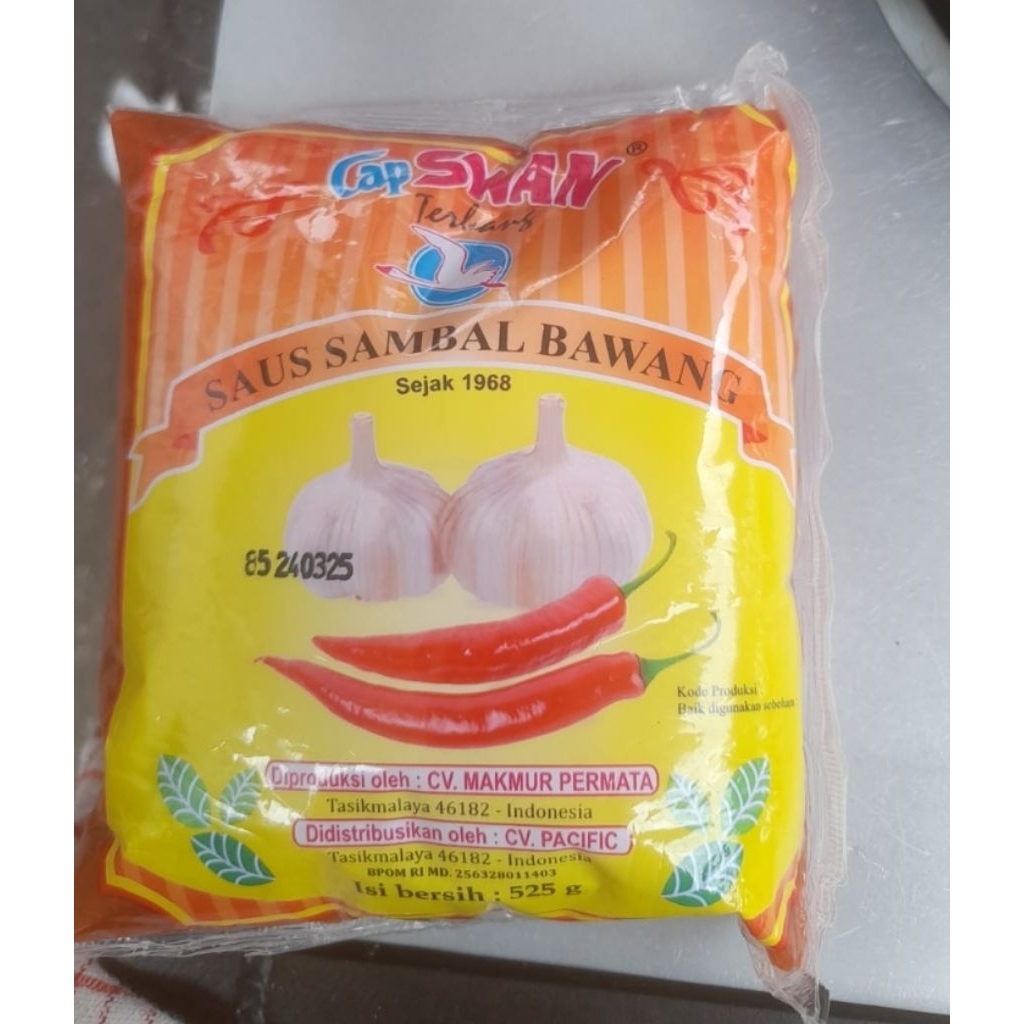 Cap SWAN ®
Terbang
SAUS SAMBAL BAWANG
Sejak 1968
85 240325
Kode Produksi :
Baik digunakan sebelum
Diproduksi oleh : CV. MAKMUR PERMATA
Tasikmalaya 46182 - Indonesia
Didistribusikan oleh : CV. PACIFIC
Tasikmalaya 46182 - Indonesia
BPOM RI MD. 256328011403
Isi bersih : 525 g